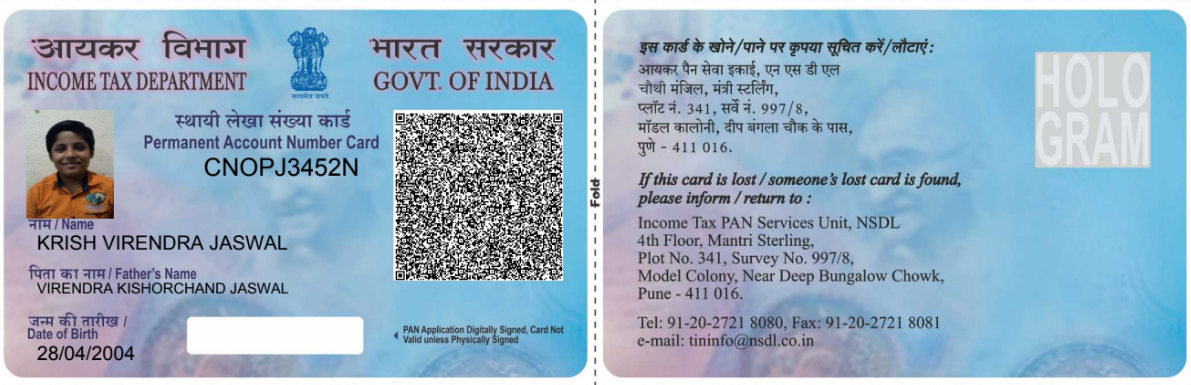 आयकर विभाग
INCOME TAX DEPARTMENT
सत्यमेव जयते
भारत सरकार
GOVT. OF INDIA
स्थायी लेखा संख्या कार्ड
Permanent Account Number Card
CNOPJ3452N
नाम / Name
KRISH VIRENDRA JASWAL
पिता का नाम / Father's Name
VIRENDRA KISHORCHAND JASWAL
जन्म की तारीख /
Date of Birth
28/04/2004
PAN Application Digitally Signed, Card Not
Valid unless Physically Signed
Fold
इस कार्ड के खोने/पाने पर कृपया सूचित करें/लौटाएं :
आयकर पैन सेवा इकाई, एन एस डी एल
चौथी मंजिल, मंत्री स्टर्लिंग,
प्लॉट नं. 341, सर्वे नं. 997/8,
मॉडल कालोनी, दीप बंगला चौक के पास,
पुणे - 411 016.
If this card is lost / someone's lost card is found,
please inform / return to :
Income Tax PAN Services Unit, NSDL
4th Floor, Mantri Sterling,
Plot No. 341, Survey No. 997/8,
Model Colony, Near Deep Bungalow Chowk,
Pune - 411 016.
Tel: 91-20-2721 8080, Fax: 91-20-2721 8081
e-mail: tininfo@nsdl.co.in
HOLO
GRAM